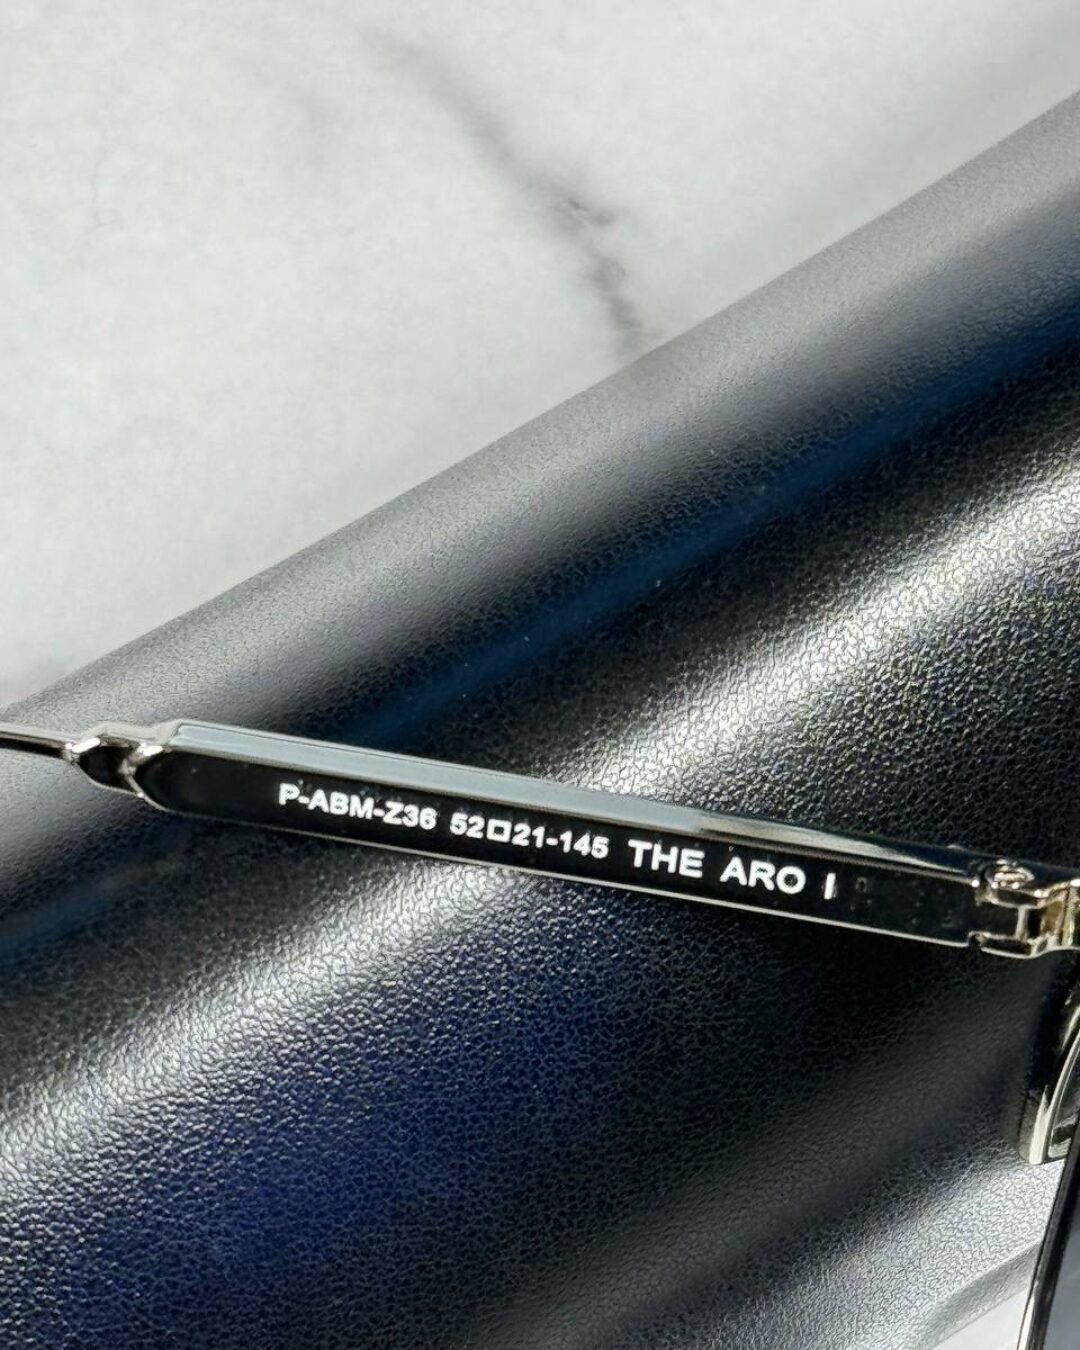 P-ABM-Z36 52□21-145 THE ARO I